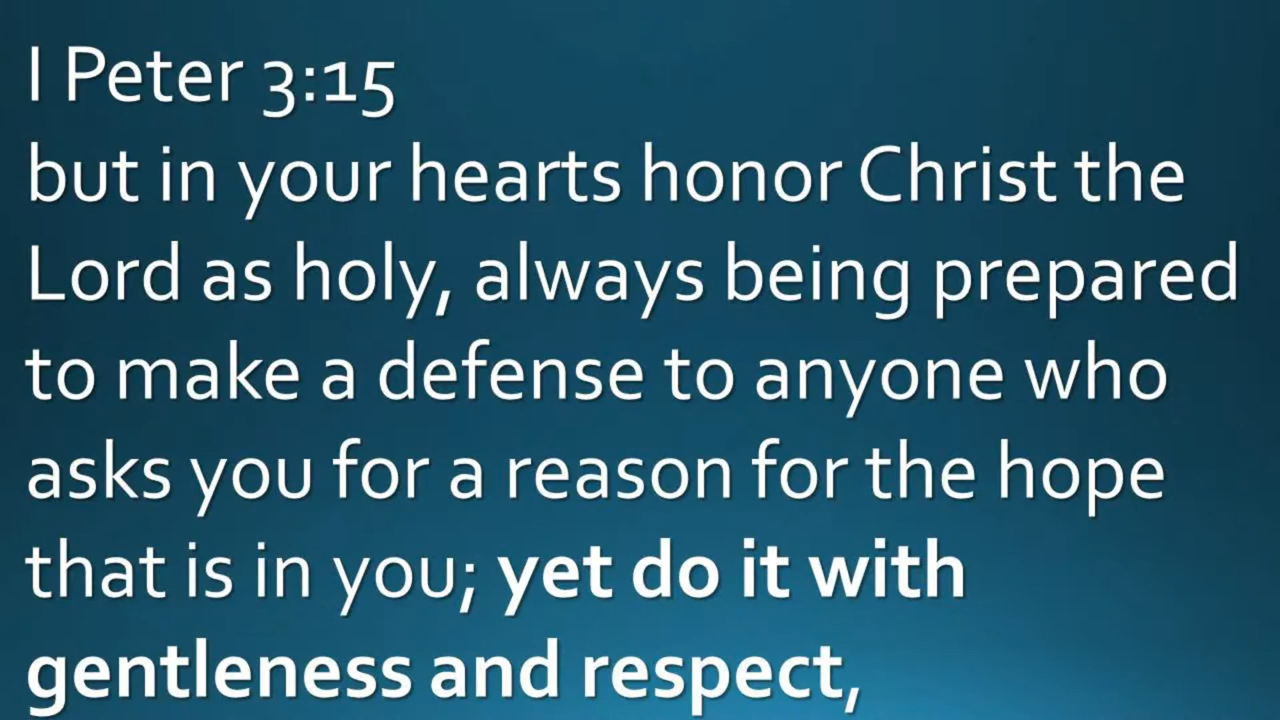 I Peter 3:15
but in your hearts honor Christ the
Lord as holy, always being prepared
to make a defense to anyone who
asks you for a reason for the hope
that is in you; yet do it with
gentleness and respect,